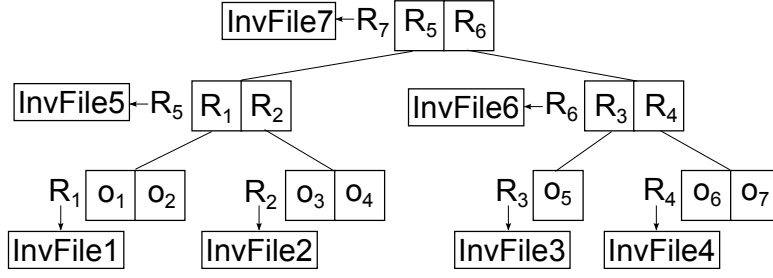 InvFile7 R7 R5 R6
InvFile5 R5 R1 R2 InvFile6 R6 R3 R4
R1 o1 o2 R2 o3 o4 R3 o5 R4 o6 o7
InvFile1 InvFile2 InvFile3 InvFile4